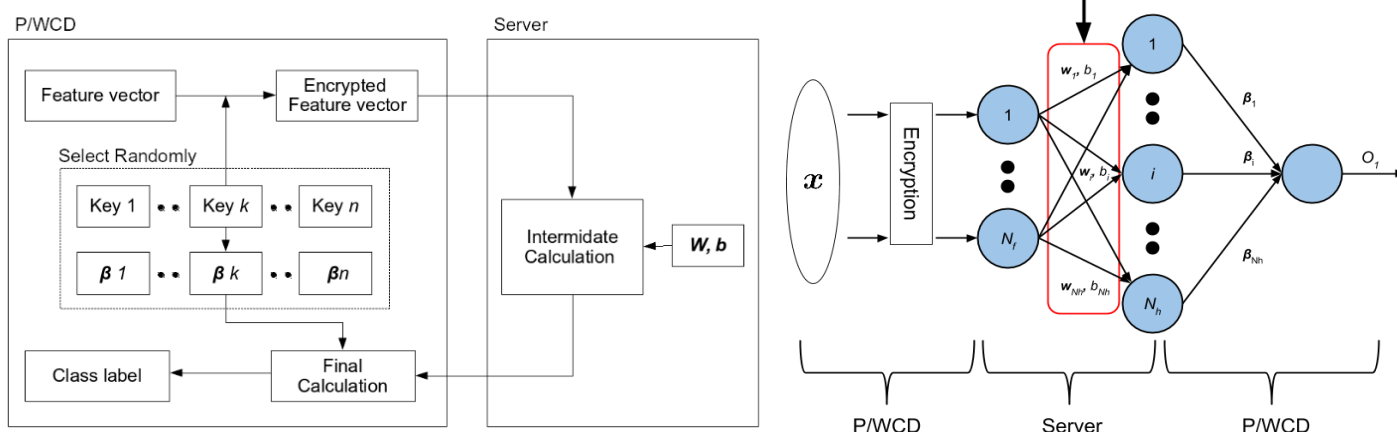 P/WCD
Server
Feature vector
Encrypted
Feature vector
Select Randomly
Key 1
Key k
Key n
β 1
β k
βn
Intermidate
Calculation
W, b
Class label
Final
Calculation
x
Encryption
1
N_f
w_1, b_1
w_i, b_i
w_Nh, b_Nh
1
i
N_h
β_1
β_i
β_Nh
O_1
P/WCD
Server
P/WCD